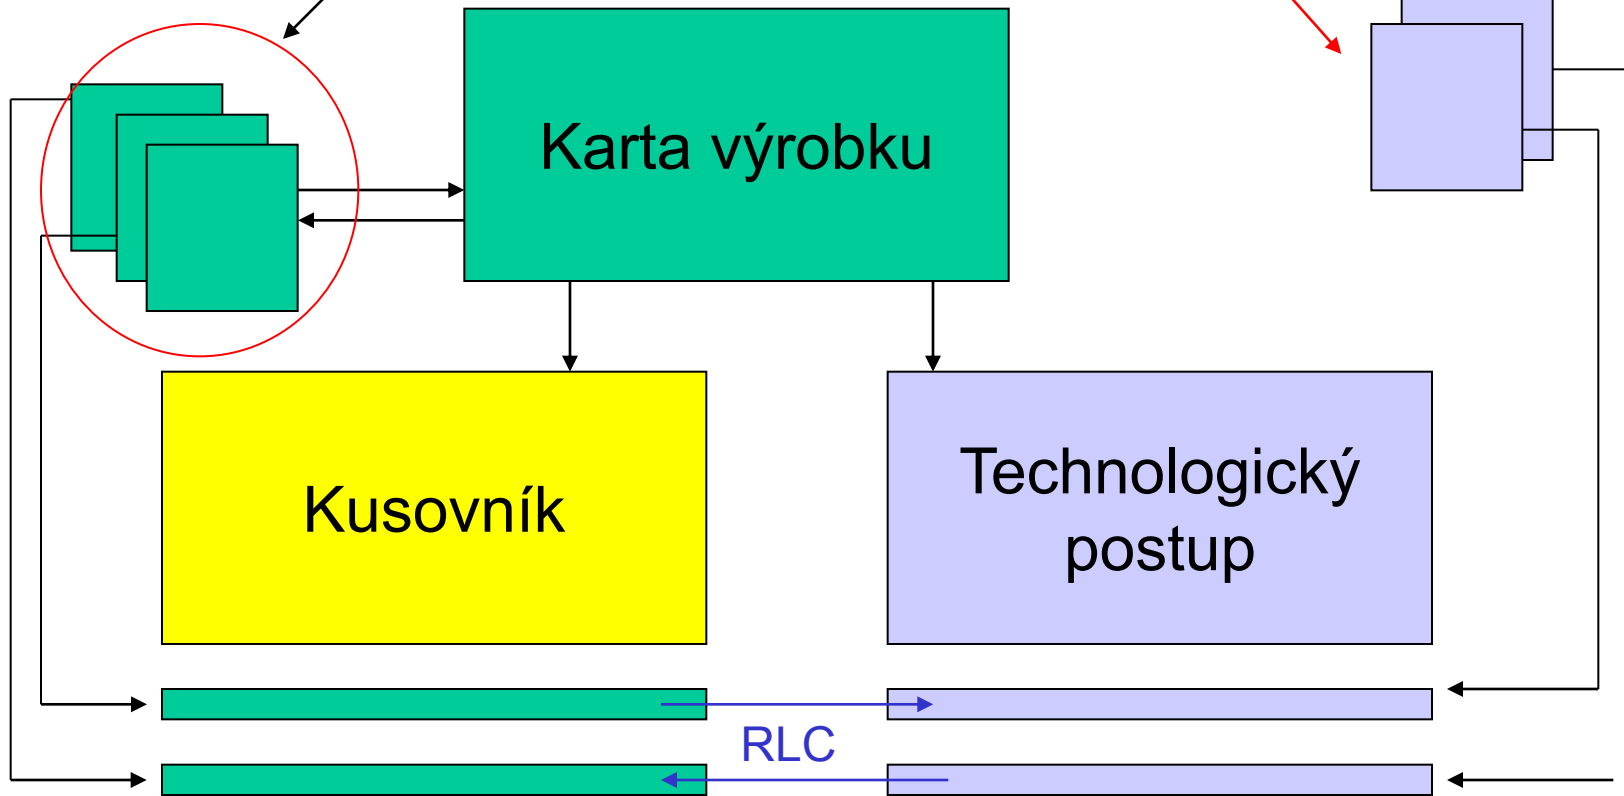 Karta výrobku
Kusovník
Technologický
postup
RLC